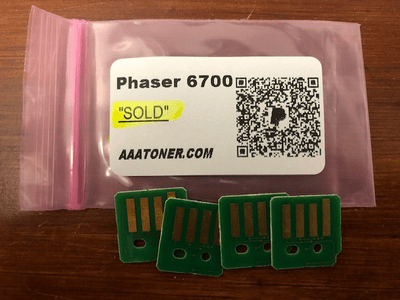 Phaser 6700
"SOLD"
AAATONER.COM